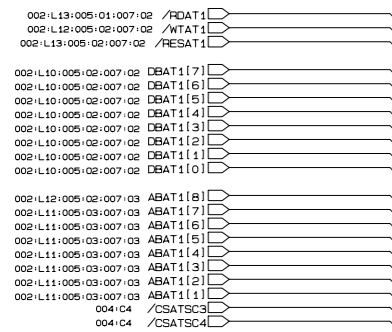 002:L13:005:01:007:02 /RDAT1
002:L12:005:02:007:02 /WTAT1
002:L13:005:02:007:02 /RESAT1
002:L10:005:02:007:02 DBAT1[7]
002:L10:005:02:007:02 DBAT1[6]
002:L10:005:02:007:02 DBAT1[5]
002:L10:005:02:007:02 DBAT1[4]
002:L10:005:02:007:02 DBAT1[3]
002:L10:005:02:007:02 DBAT1[2]
002:L10:005:02:007:02 DBAT1[1]
002:L10:005:02:007:02 DBAT1[0]
002:L12:005:02:007:03 ABAT1[8]
002:L11:005:03:007:03 ABAT1[7]
002:L11:005:03:007:03 ABAT1[6]
002:L11:005:03:007:03 ABAT1[5]
002:L11:005:03:007:03 ABAT1[4]
002:L11:005:03:007:03 ABAT1[3]
002:L11:005:03:007:03 ABAT1[2]
002:L11:005:03:007:03 ABAT1[1]
004:C4 /CSATSC3
004:C4 /CSATSC4